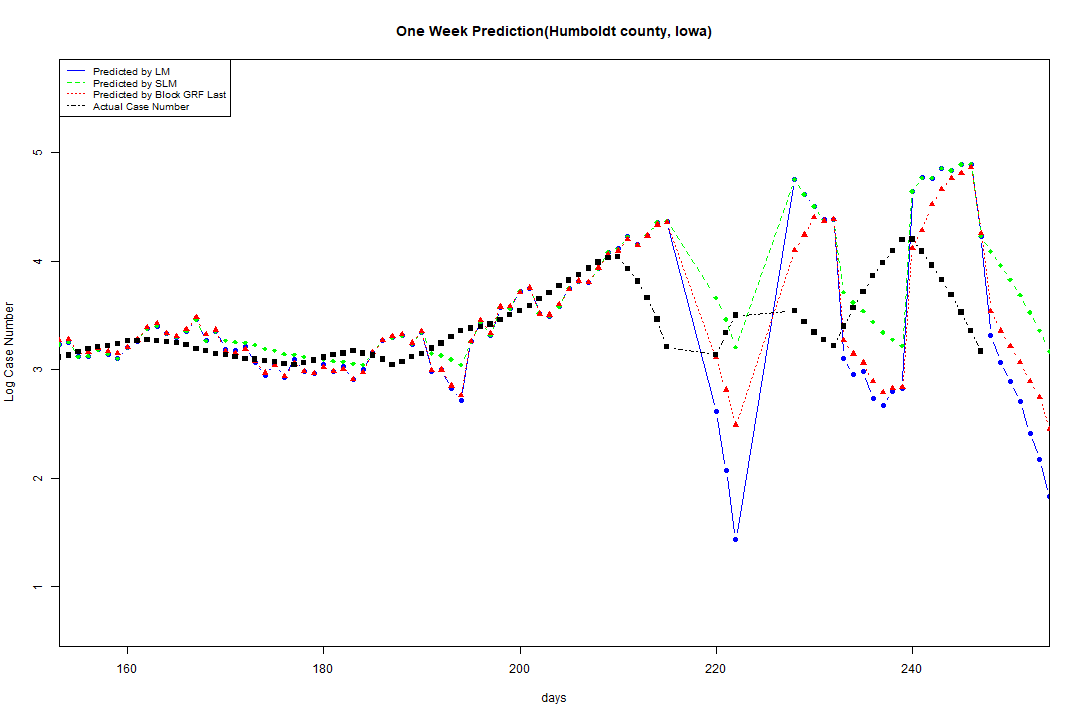 One Week Prediction(Humboldt county, Iowa)
Predicted by LM
Predicted by SLM
Predicted by Block GRF Last
Actual Case Number
Log Case Number
5
4
3
2
1
160 180 200 220 240
days